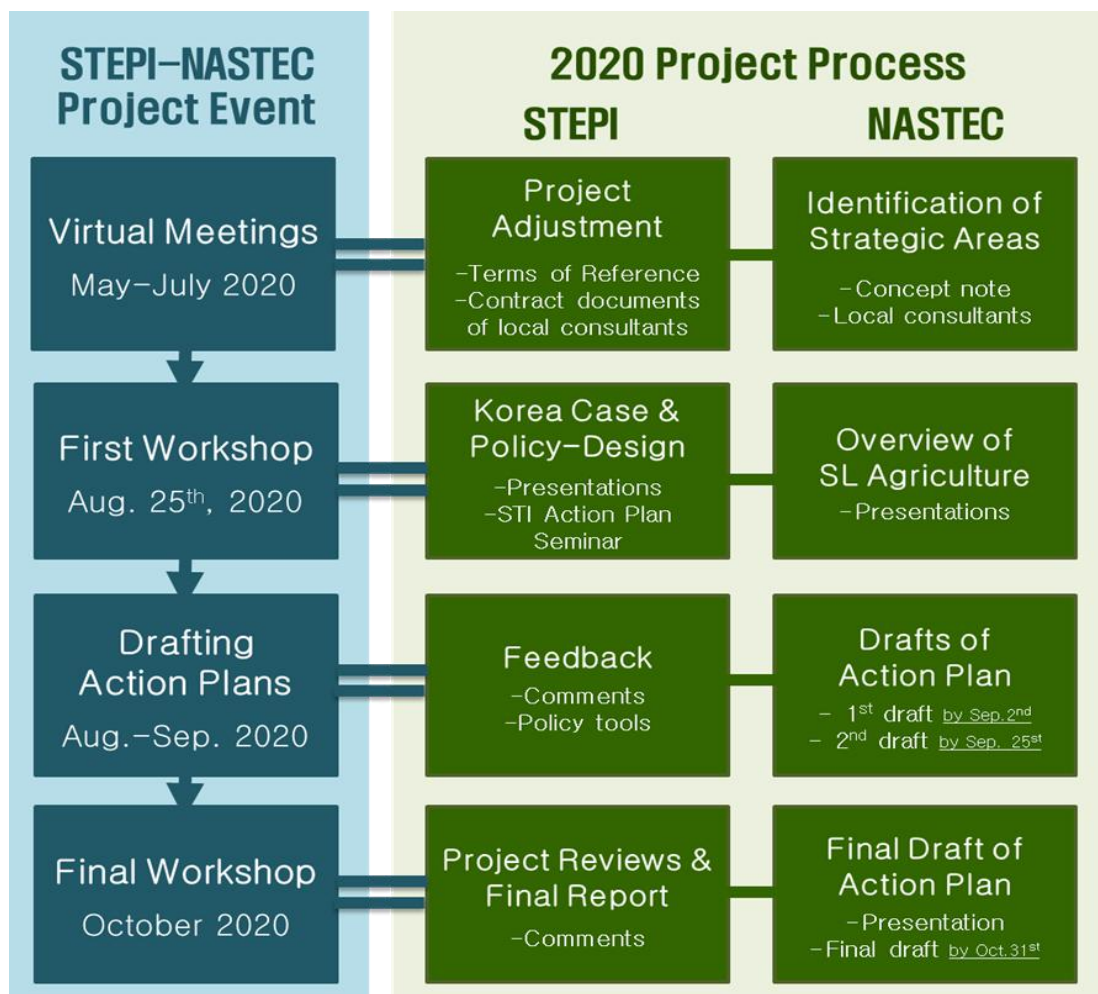 STEPI-NASTEC
Project Event
2020 Project Process
STEPI
NASTEC
Virtual Meetings
May-July 2020
Project
Adjustment
-Terms of Reference
-Contract documents
of local consultants
Identification of
Strategic Areas
-Concept note
-Local consultants
First Workshop
Aug. 25th, 2020
Korea Case &
Policy-Design
-Presentations
-STI Action Plan
Seminar
Overview of
SL Agriculture
-Presentations
Drafting
Action Plans
Aug.-Sep. 2020
Feedback
-Comments
-Policy tools
Drafts of
Action Plan
- 1st draft by Sep.2nd
- 2nd draft by Sep. 25st
Final Workshop
October 2020
Project Reviews &
Final Report
-Comments
Final Draft of
Action Plan
-Presentation
-Final draft by Oct.31st